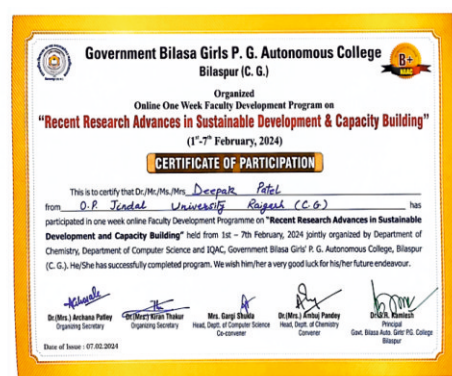 Government Bilasa Girls P. G. Autonomous College
Bilaspur (C. G.)
B+
NAAC
Organized
Online One Week Faculty Development Program on
"Recent Research Advances in Sustainable Development & Capacity Building"
(1st-7th February, 2024)
CERTIFICATE OF PARTICIPATION
This is to certify that Dr./Mr./Ms./Mrs. Deepak Patel
from O.P. Jindal University Raigarh (C.G) has
participated in one week online Faculty Development Programme on "Recent Research Advances in Sustainable
Development and Capacity Building" held from 1st – 7th February, 2024 jointly organized by Department of
Chemistry, Department of Computer Science and IQAC, Government Bilasa Girls' P. G. Autonomous College, Bilaspur
(C. G.). He/She has successfully completed program. We wish him/her a very good luck for his/her future endeavour.
Dr.(Mrs.) Archana Patley Dr.(Mrs.) Kiran Thakur Mrs. Gargi Shukla Dr.(Mrs.) Ambuj Pandey Dr. S.R. Kamlesh
Organizing Secretary Organizing Secretary Head, Deptt. of Computer Science Head, Deptt. of Chemistry Principal
Co-convener Convener Govt. Bilasa Auto. Girls' P.G. College
Bilaspur
Date of Issue : 07.02.2024